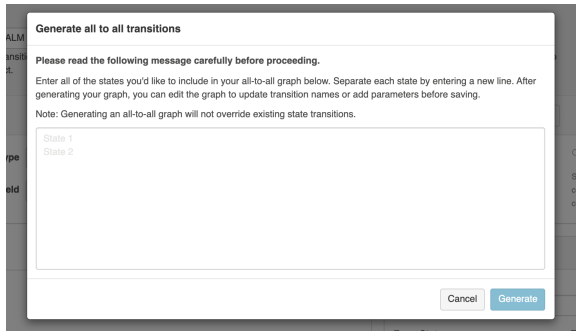 Generate all to all transitions
ALM
Please read the following message carefully before proceeding.
Enter all of the states you'd like to include in your all-to-all graph below. Separate each state by entering a new line. After
generating your graph, you can edit the graph to update transition names or add parameters before saving.
Note: Generating an all-to-all graph will not override existing state transitions.
State 1
State 2
Cancel
Generate